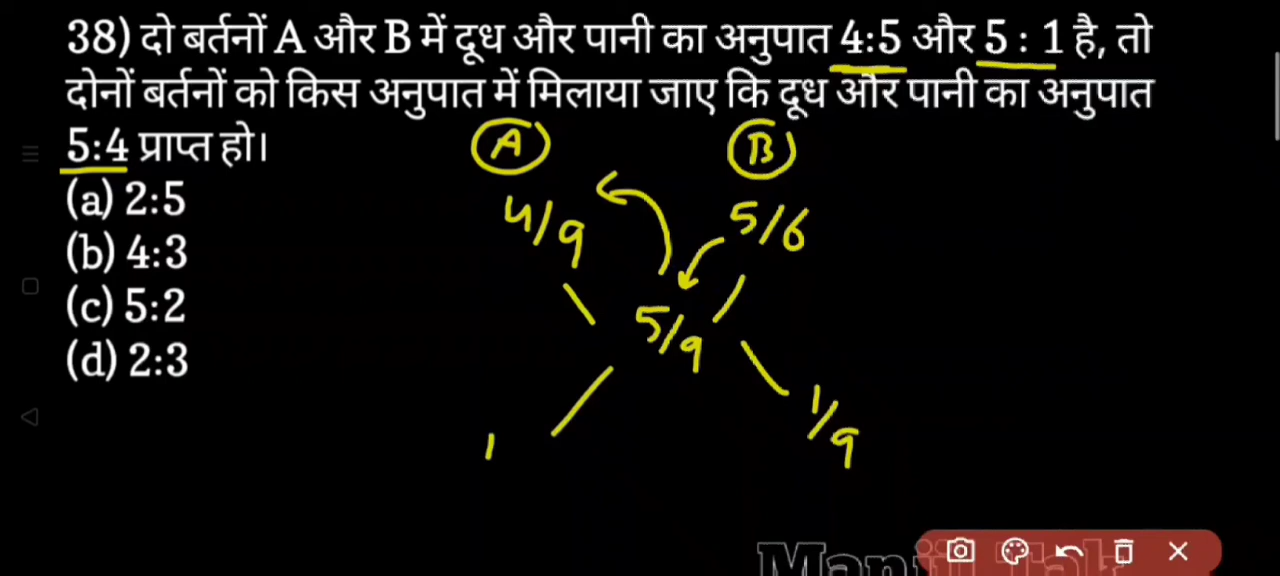 38) दो बर्तनों A और B में दूध और पानी का अनुपात 4:5 और 5 : 1 है, तो
दोनों बर्तनों को किस अनुपात में मिलाया जाए कि दूध और पानी का अनुपात
5:4 प्राप्त हो।
(a) 2:5
(b) 4:3
(c) 5:2
(d) 2:3
A B
4/9 5/6
5/9
1 1/9